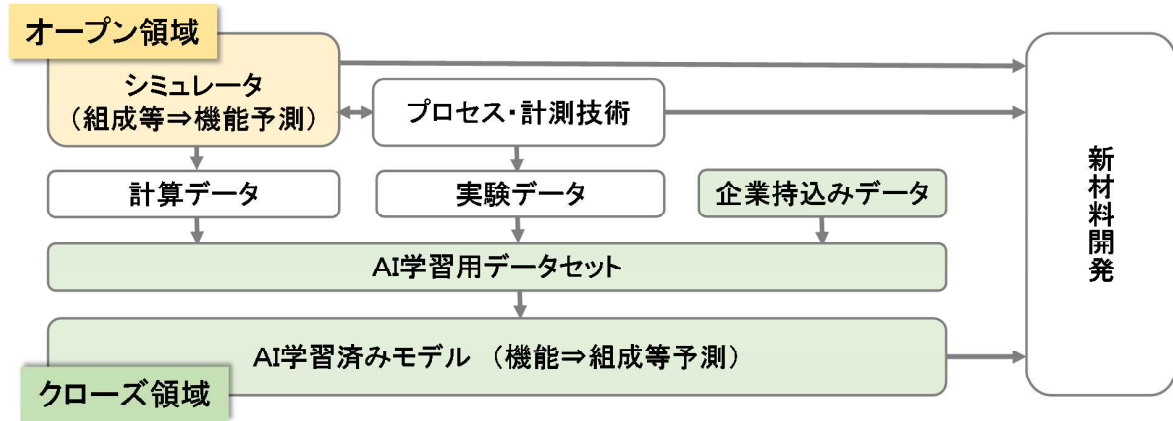 オープン領域
シミュレータ
（組成等⇒機能予測）
プロセス・計測技術
計算データ
実験データ
企業持込みデータ
AI学習用データセット
AI学習済みモデル （機能⇒組成等予測）
クローズ領域
新材料開発